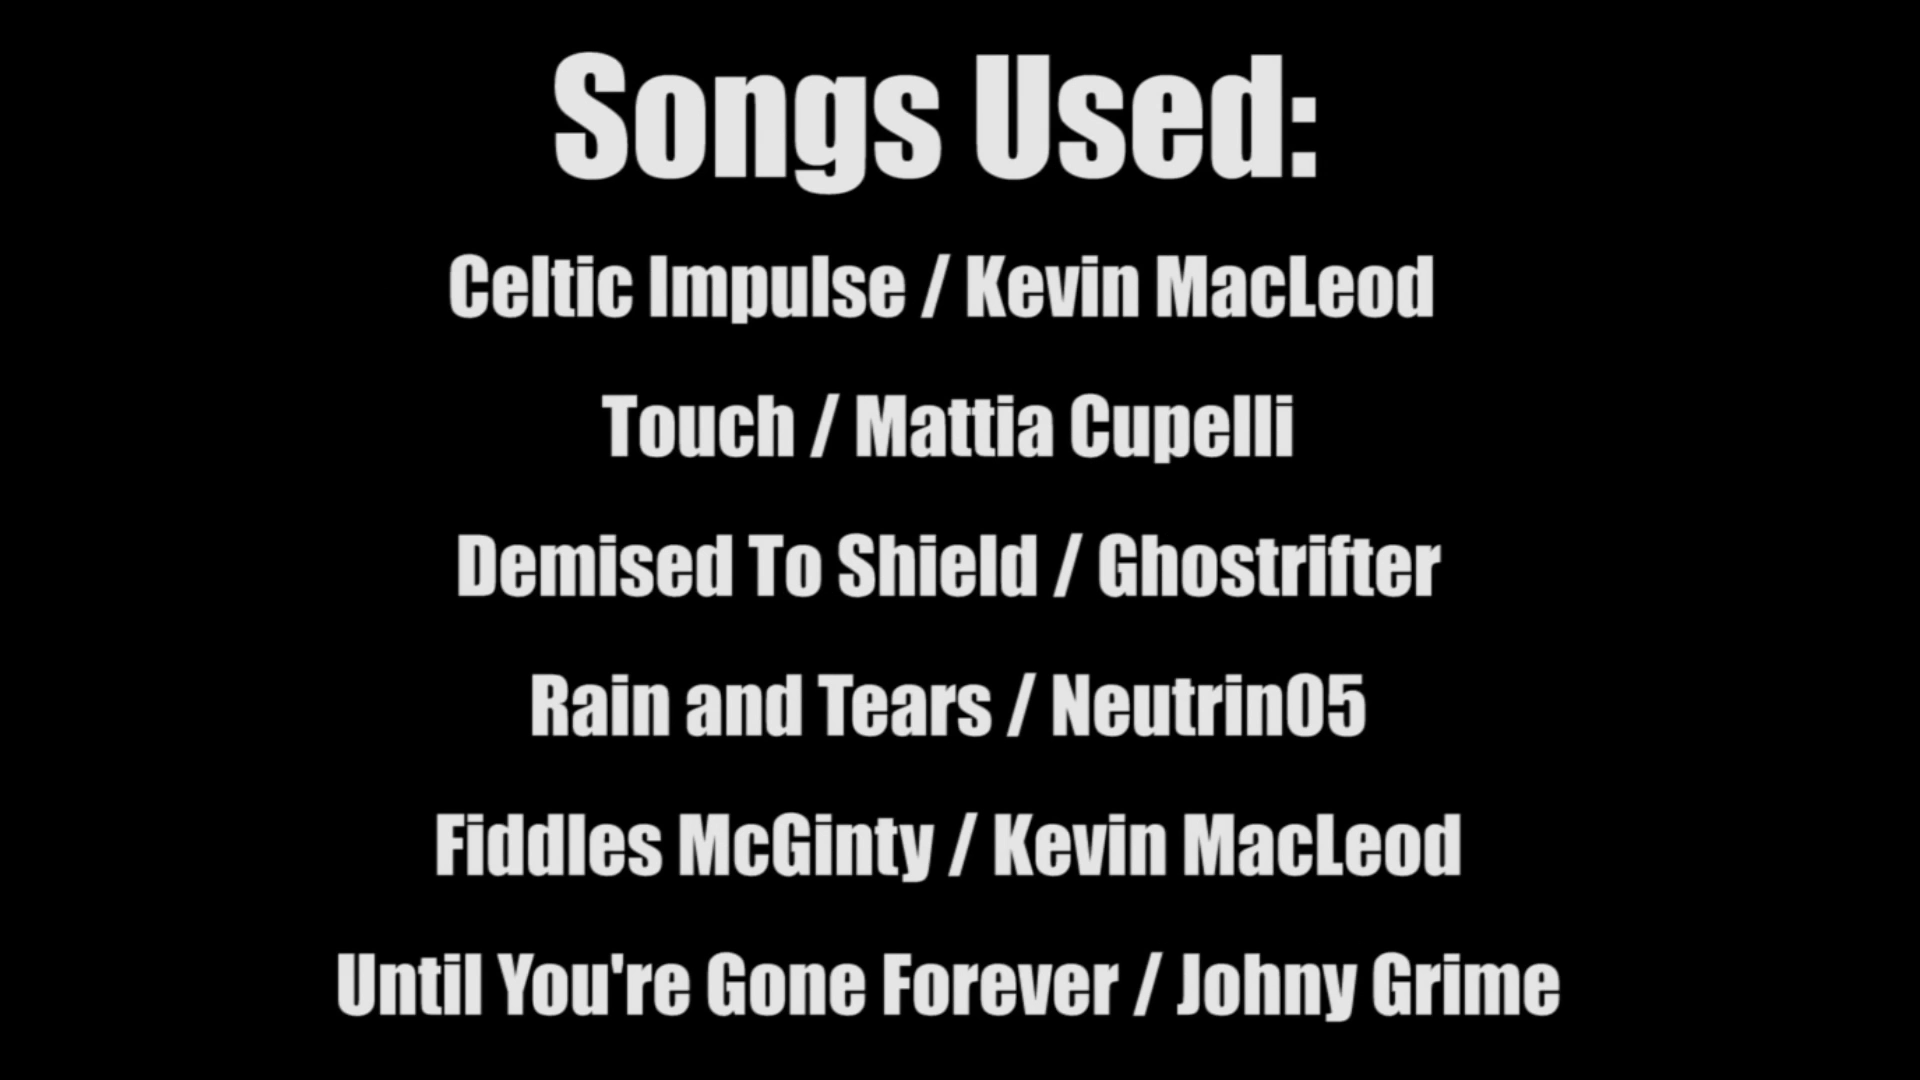 Songs Used:
Celtic Impulse / Kevin MacLeod
Touch / Mattia Cupelli
Demised To Shield / Ghostrifter
Rain and Tears / Neutrin05
Fiddles McGinty / Kevin MacLeod
Until You're Gone Forever / Johny Grime